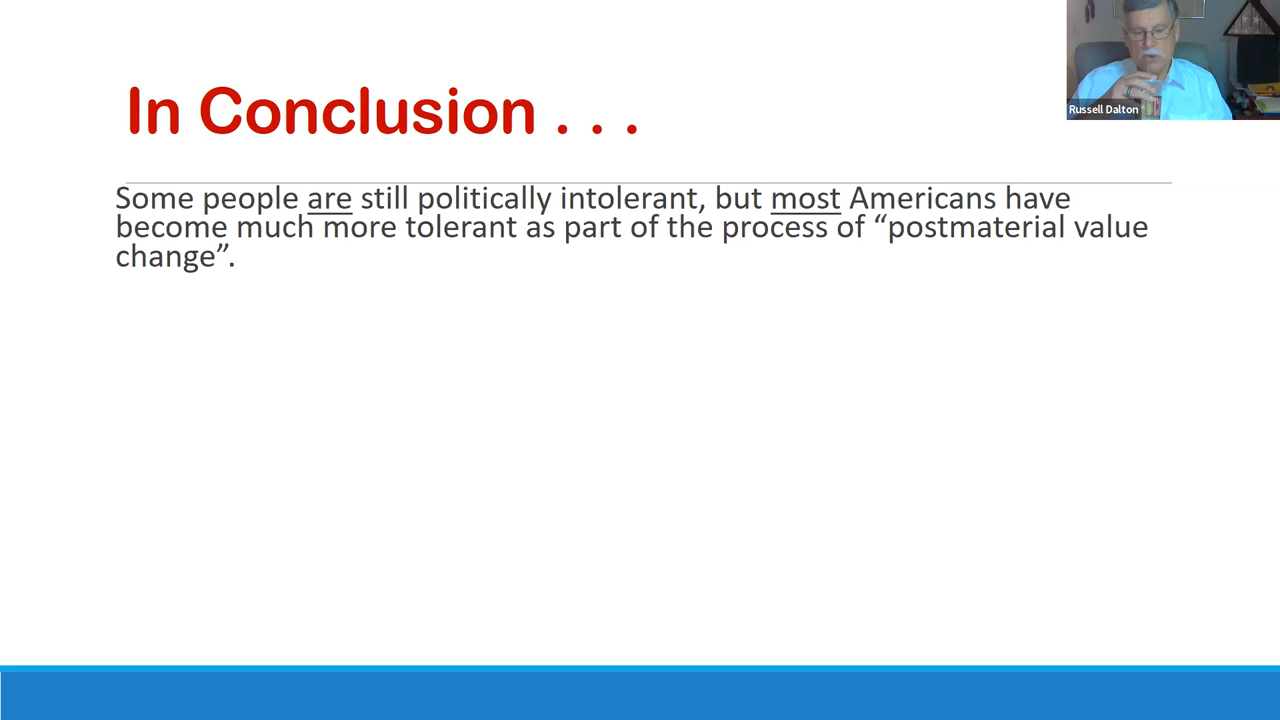 In Conclusion . . .
Some people are still politically intolerant, but most Americans have
become much more tolerant as part of the process of “postmaterial value
change”.
Russell Dalton